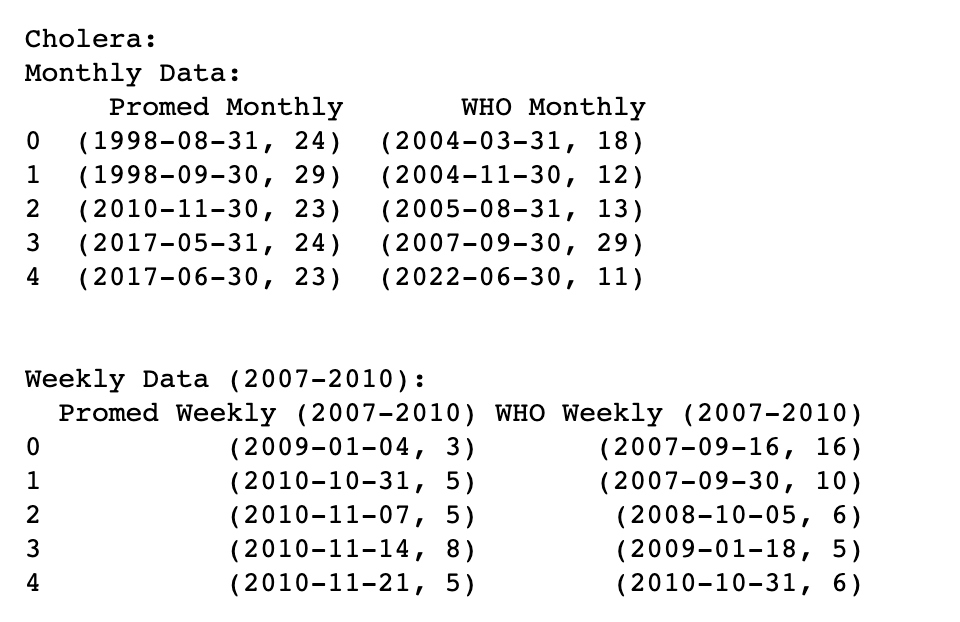 Cholera:
Monthly Data:
Promed Monthly WHO Monthly
0 (1998-08-31, 24) (2004-03-31, 18)
1 (1998-09-30, 29) (2004-11-30, 12)
2 (2010-11-30, 23) (2005-08-31, 13)
3 (2017-05-31, 24) (2007-09-30, 29)
4 (2017-06-30, 23) (2022-06-30, 11)
Weekly Data (2007-2010):
Promed Weekly (2007-2010) WHO Weekly (2007-2010)
0 (2009-01-04, 3) (2007-09-16, 16)
1 (2010-10-31, 5) (2007-09-30, 10)
2 (2010-11-07, 5) (2008-10-05, 6)
3 (2010-11-14, 8) (2009-01-18, 5)
4 (2010-11-21, 5) (2010-10-31, 6)